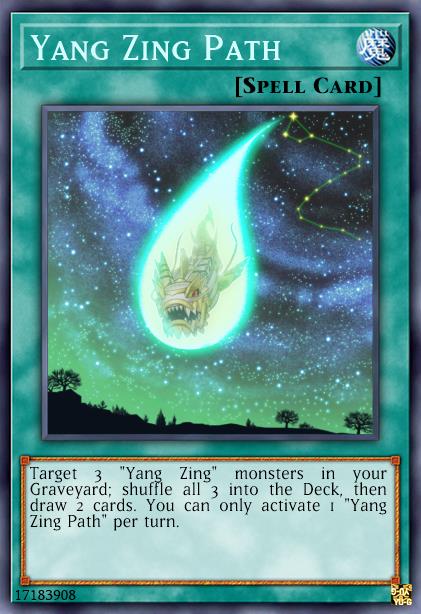 Yang Zing Path
魔
[Spell Card]
Target 3 "Yang Zing" monsters in your
Graveyard; shuffle all 3 into the Deck, then
draw 2 cards. You can only activate 1 "Yang
Zing Path" per turn.
17183908